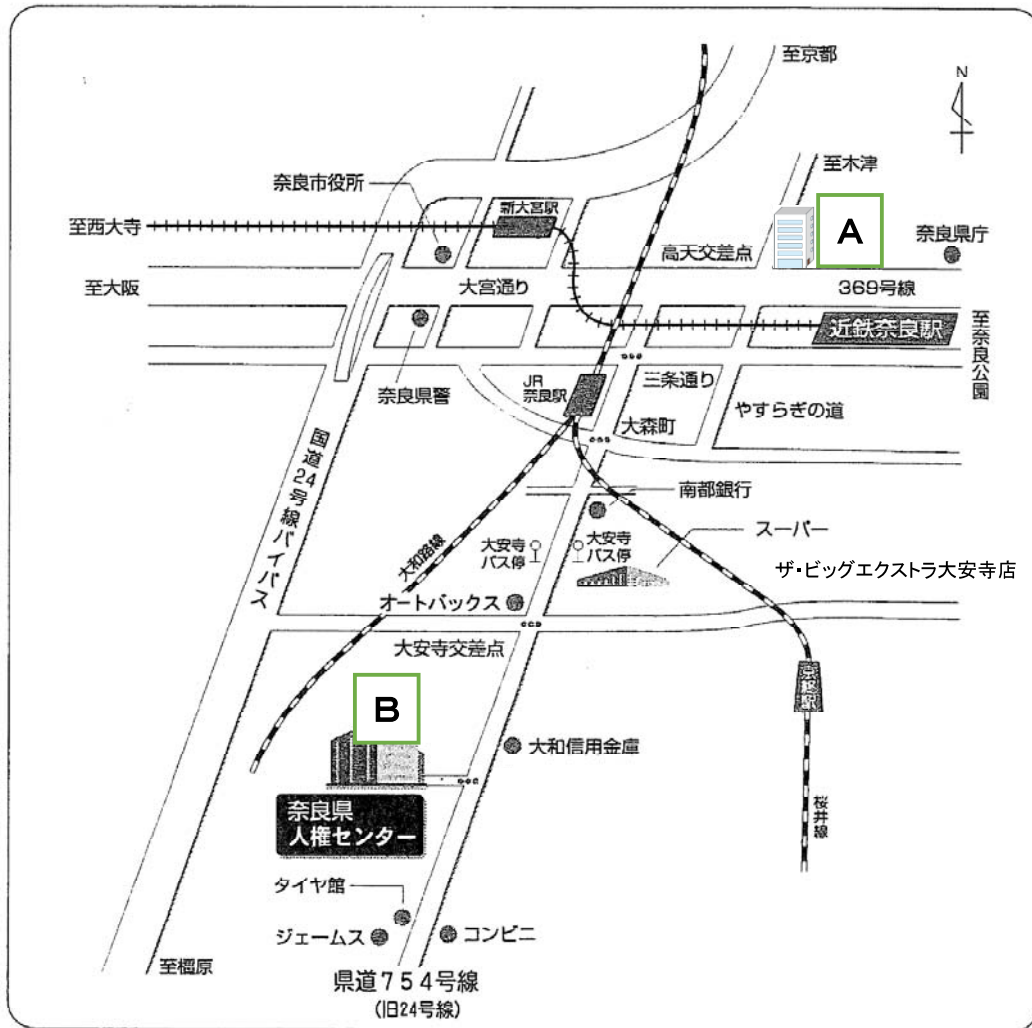 至京都
N
至木津
奈良市役所
新大宮駅
A
至西大寺
高天交差点
奈良県庁
至大阪
大宮通り
369号線
近鉄奈良駅
至奈良公園
奈良県警
JR
奈良駅
三条通り
やすらぎの道
大森町
国道24号線バイパス
南都銀行
大和路線
大安寺
バス停
大安寺
バス停
スーパー
ザ・ビッグエクストラ大安寺店
オートバックス
大安寺交差点
京終駅
B
大和信用金庫
奈良県
人権センター
桜井線
タイヤ館
ジェームス
コンビニ
至橿原
県道754号線
(旧24号線)